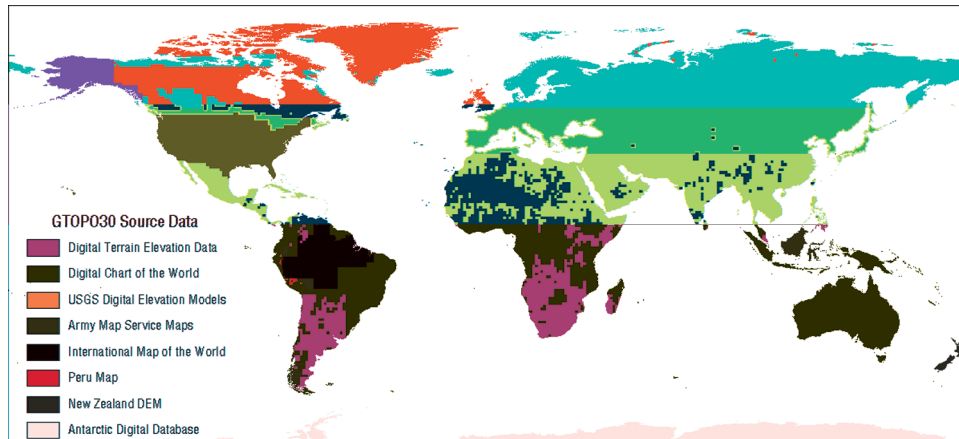 GTOPO30 Source Data
Digital Terrain Elevation Data
Digital Chart of the World
USGS Digital Elevation Models
Army Map Service Maps
International Map of the World
Peru Map
New Zealand DEM
Antarctic Digital Database